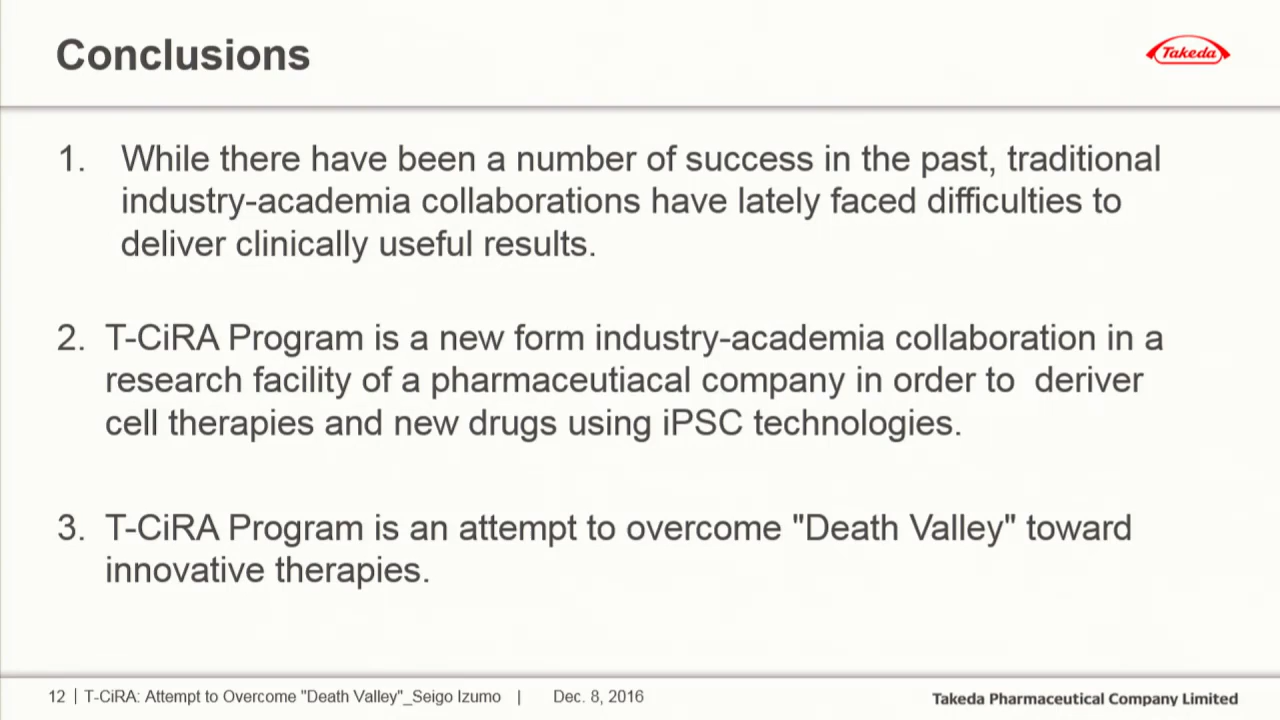 Conclusions
Takeda
1. While there have been a number of success in the past, traditional
industry-academia collaborations have lately faced difficulties to
deliver clinically useful results.
2. T-CiRA Program is a new form industry-academia collaboration in a
research facility of a pharmaceutiacal company in order to deriver
cell therapies and new drugs using iPSC technologies.
3. T-CiRA Program is an attempt to overcome "Death Valley" toward
innovative therapies.
12 | T-CiRA: Attempt to Overcome "Death Valley"_Seigo Izumo | Dec. 8, 2016
Takeda Pharmaceutical Company Limited